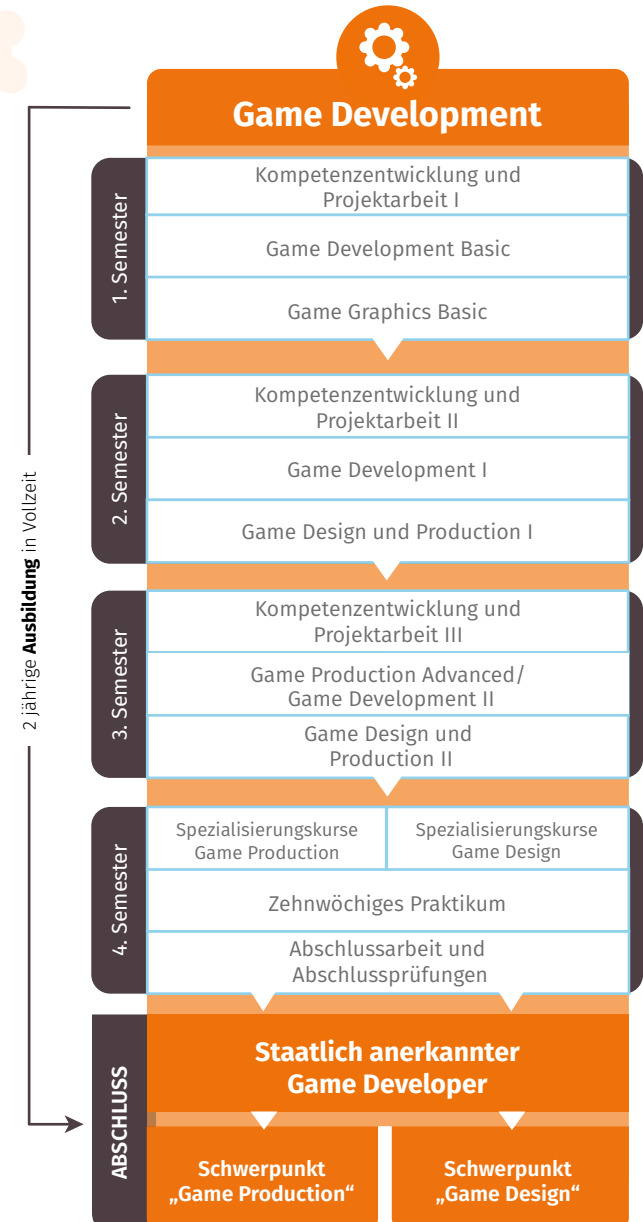 Game Development
2 jährige Ausbildung in Vollzeit
1. Semester
Kompetenzentwicklung und
Projektarbeit I
Game Development Basic
Game Graphics Basic
2. Semester
Kompetenzentwicklung und
Projektarbeit II
Game Development I
Game Design und Production I
3. Semester
Kompetenzentwicklung und
Projektarbeit III
Game Production Advanced/
Game Development II
Game Design und
Production II
4. Semester
Spezialisierungskurse
Game Production
Spezialisierungskurse
Game Design
Zehnwöchiges Praktikum
Abschlussarbeit und
Abschlussprüfungen
ABSCHLUSS
Staatlich anerkannter
Game Developer
Schwerpunkt
„Game Production“
Schwerpunkt
„Game Design“